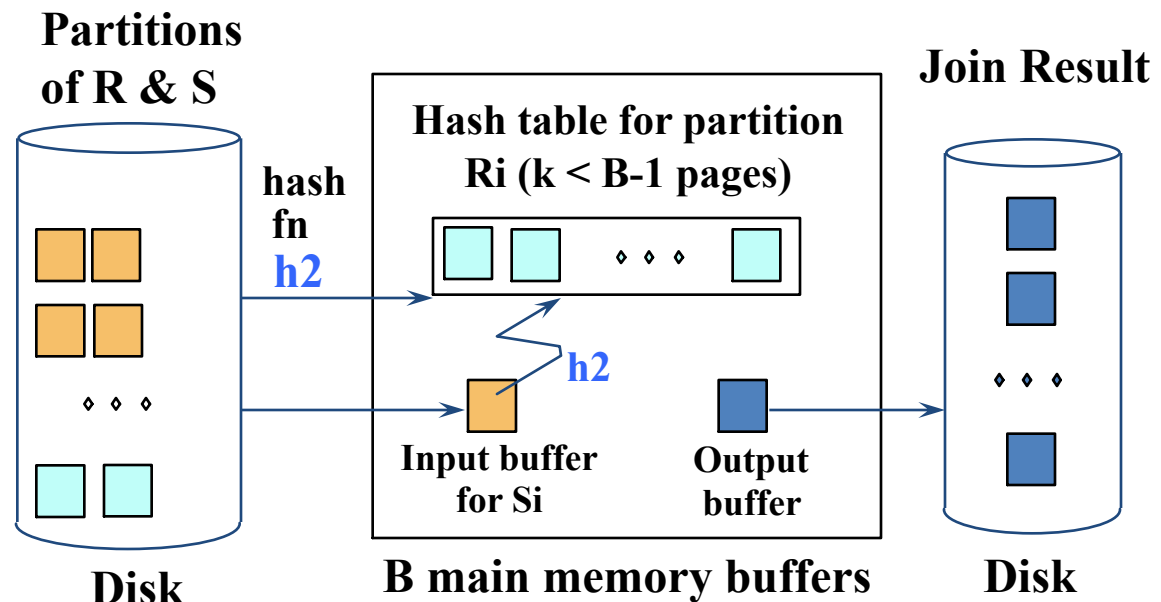 Partitions
of R & S
Join Result
Hash table for partition
Ri (k < B-1 pages)
hash
fn
h2
h2
Input buffer
for Si
Output
buffer
Disk
B main memory buffers
Disk